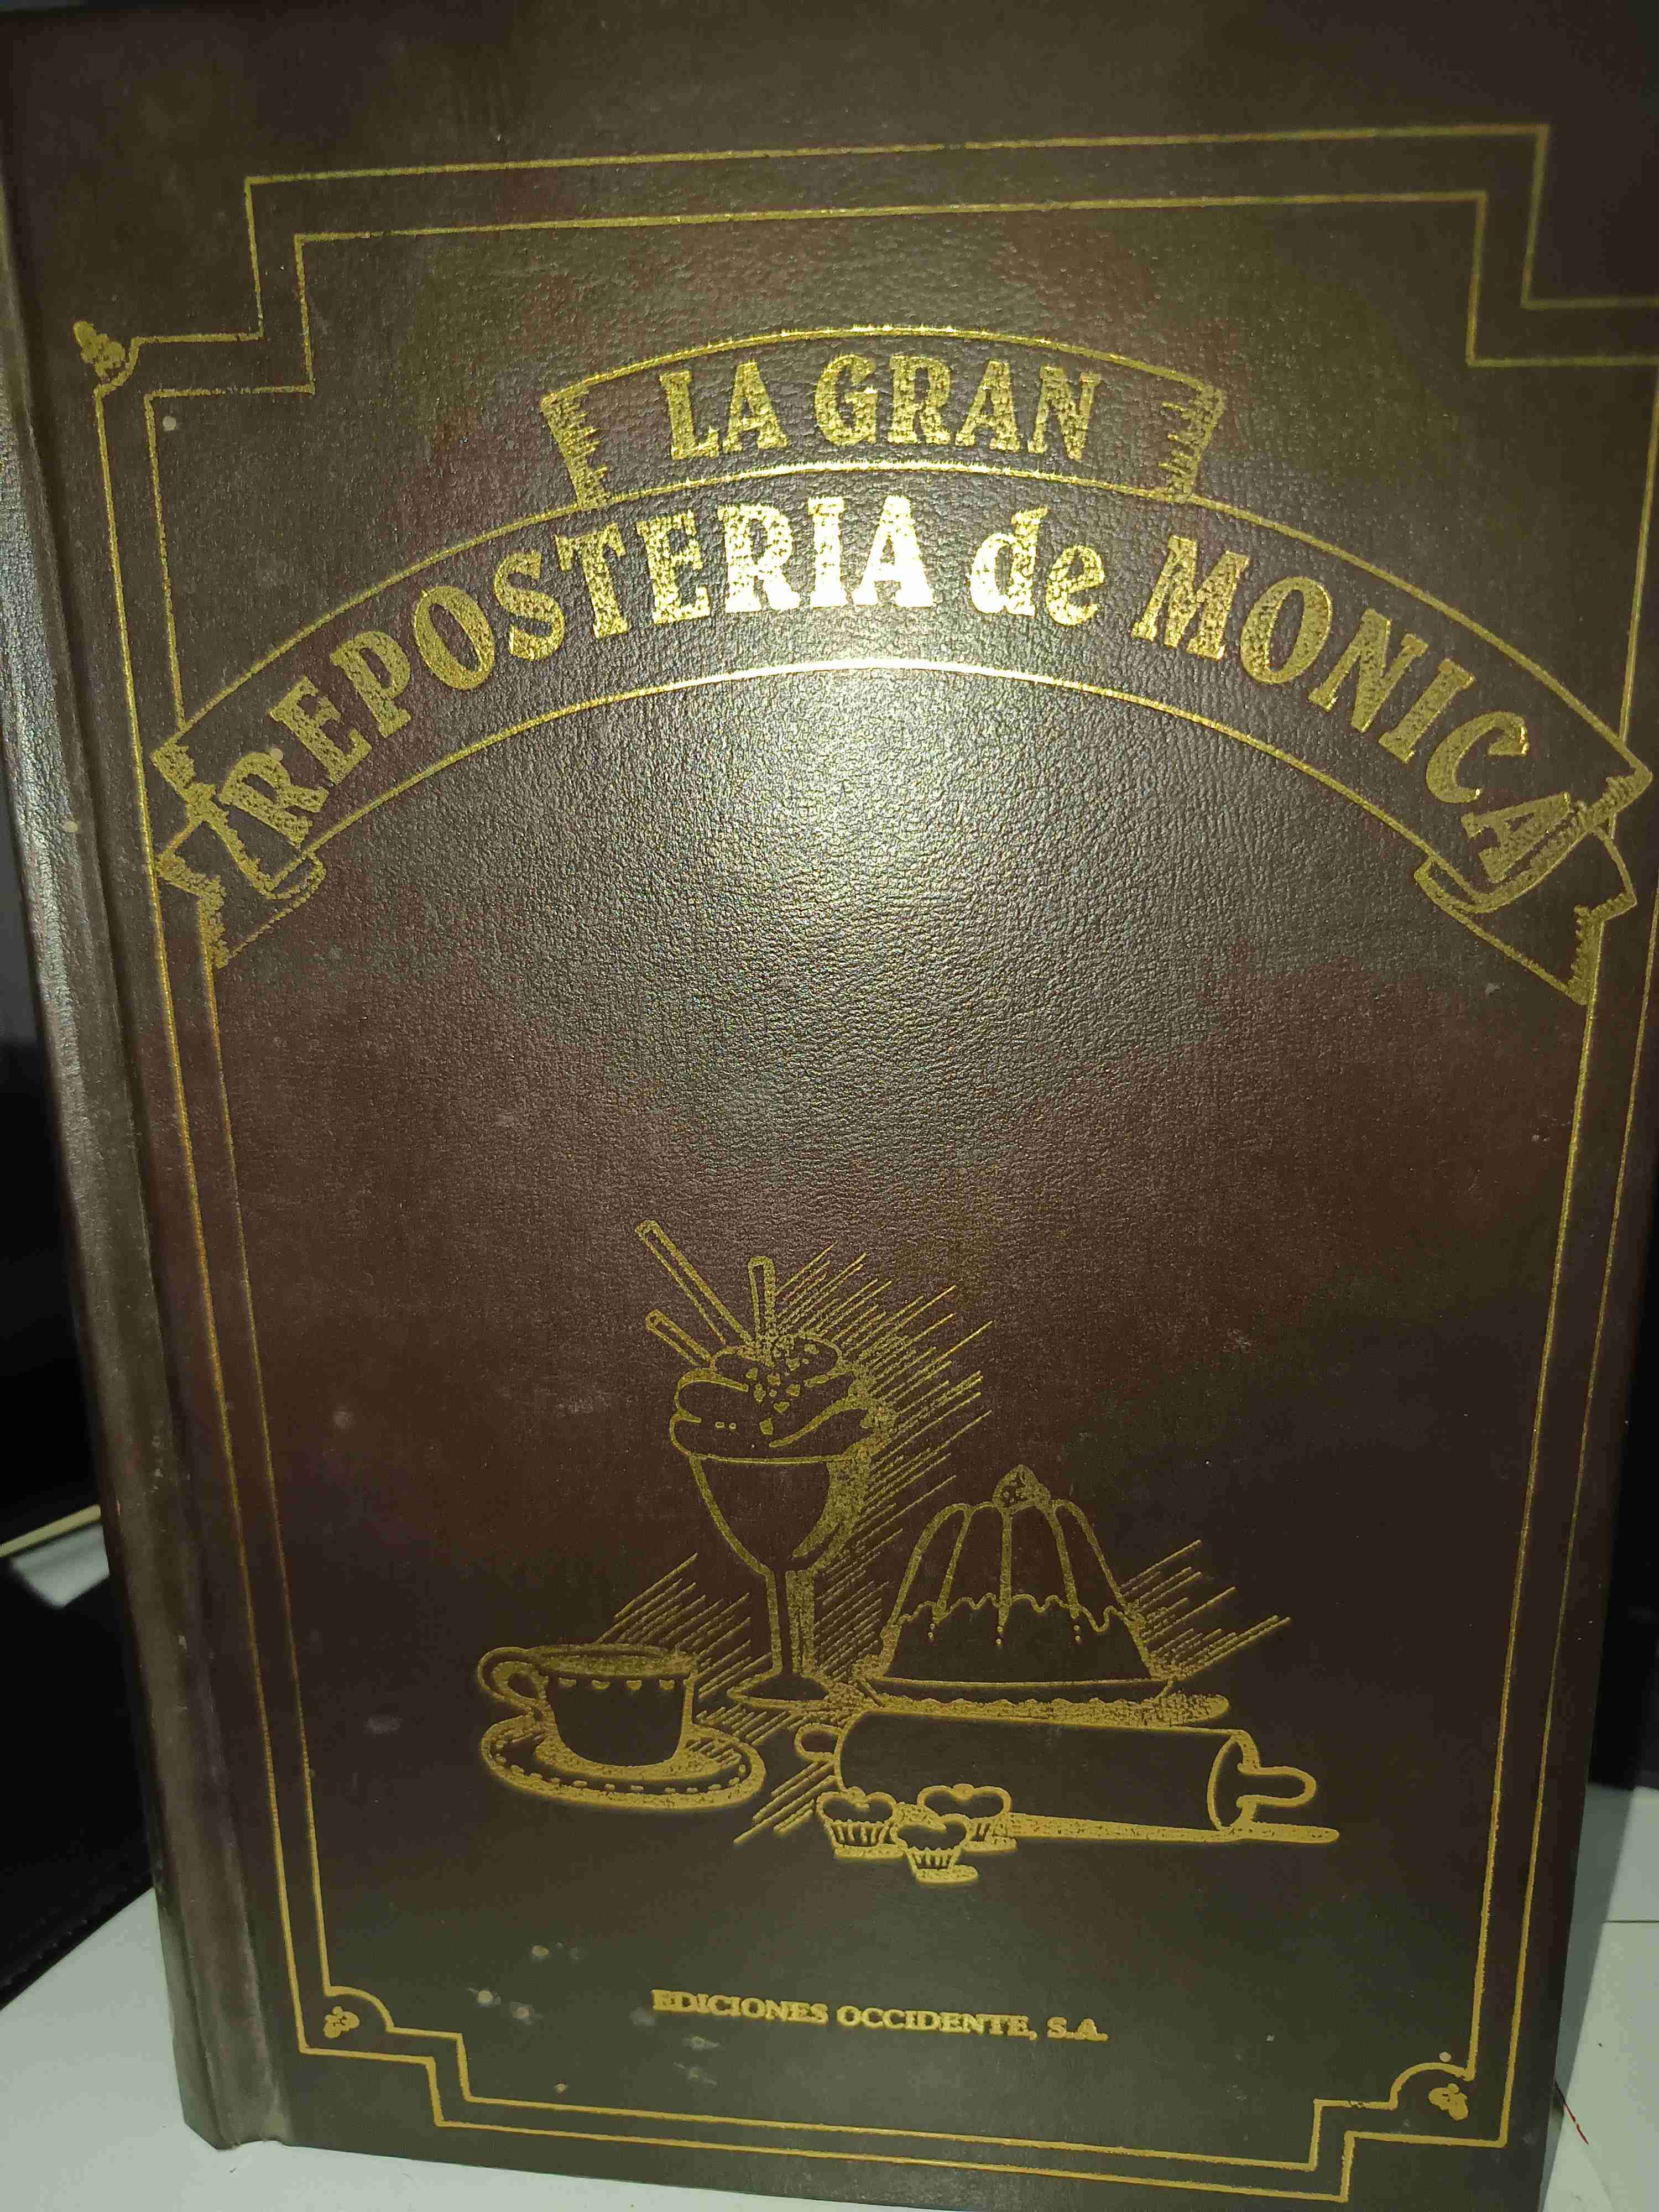 LA GRAN
REPOSTERIA de MONICA
EDICIONES OCCIDENTE, S.A.